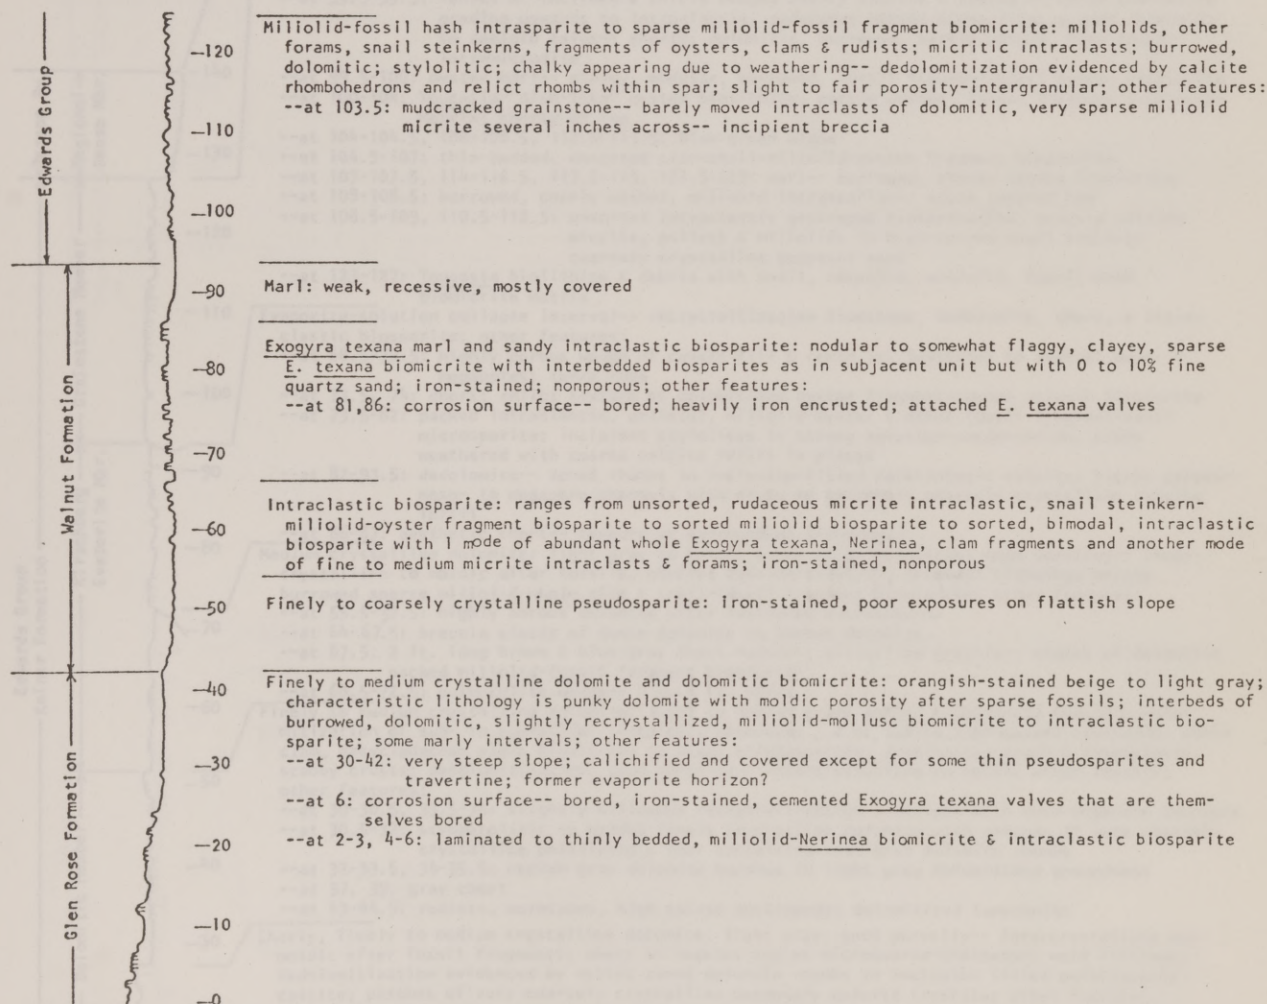 Miliolid-fossil hash intrasparite to sparse miliolid-fossil fragment biomicrite: miliolids, other
forams, snail steinkerns, fragments of oysters, clams & rudists; micritic intraclasts; burrowed,
dolomitic; stylolitic; chalky appearing due to weathering-- dedolomitization evidenced by calcite
rhombohedrons and relict rhombs within spar; slight to fair porosity-intergranular; other features:
--at 103.5: mudcracked grainstone-- barely moved intraclasts of dolomitic, very sparse miliolid
micrite several inches across-- incipient breccia
Marl: weak, recessive, mostly covered
Exogyra texana marl and sandy intraclastic biosparite: nodular to somewhat flaggy, clayey, sparse
E. texana biomicrite with interbedded biosparites as in subjacent unit but with 0 to 10% fine
quartz sand; iron-stained; nonporous; other features:
--at 81,86: corrosion surface-- bored; heavily iron encrusted; attached E. texana valves
Intraclastic biosparite: ranges from unsorted, rudaceous micrite intraclastic, snail steinkern-
miliolid-oyster fragment biosparite to sorted miliolid biosparite to sorted, bimodal, intraclastic
biosparite with 1 mode of abundant whole Exogyra texana, Nerinea, clam fragments and another mode
of fine to medium micrite intraclasts & forams; iron-stained, nonporous
Finely to coarsely crystalline pseudosparite: iron-stained, poor exposures on flattish slope
Finely to medium crystalline dolomite and dolomitic biomicrite: orangish-stained beige to light gray;
characteristic lithology is punky dolomite with moldic porosity after sparse fossils; interbeds of
burrowed, dolomitic, slightly recrystallized, miliolid-mollusc biomicrite to intraclastic bio-
sparite; some marly intervals; other features:
--at 30-42: very steep slope; calichified and covered except for some thin pseudosparites and
travertine; former evaporite horizon?
--at 6: corrosion surface-- bored, iron-stained, cemented Exogyra texana valves that are them-
selves bored
--at 2-3, 4-6: laminated to thinly bedded, miliolid-Nerinea biomicrite & intraclastic biosparite
Edwards Group
Walnut Formation
Glen Rose Formation
—120
—110
—100
—90
—80
—70
—60
—50
—40
—30
—20
—10
—0